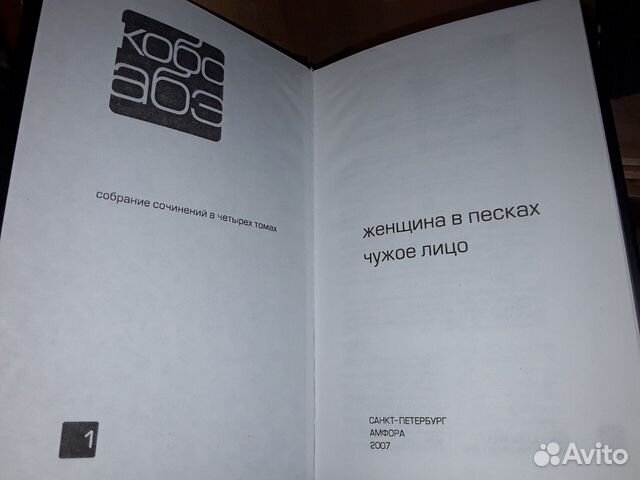 кобо
абэ
собрание сочинений в четырех томах
1
женщина в песках
чужое лицо
САНКТ-ПЕТЕРБУРГ
АМФОРА
2007
Avito